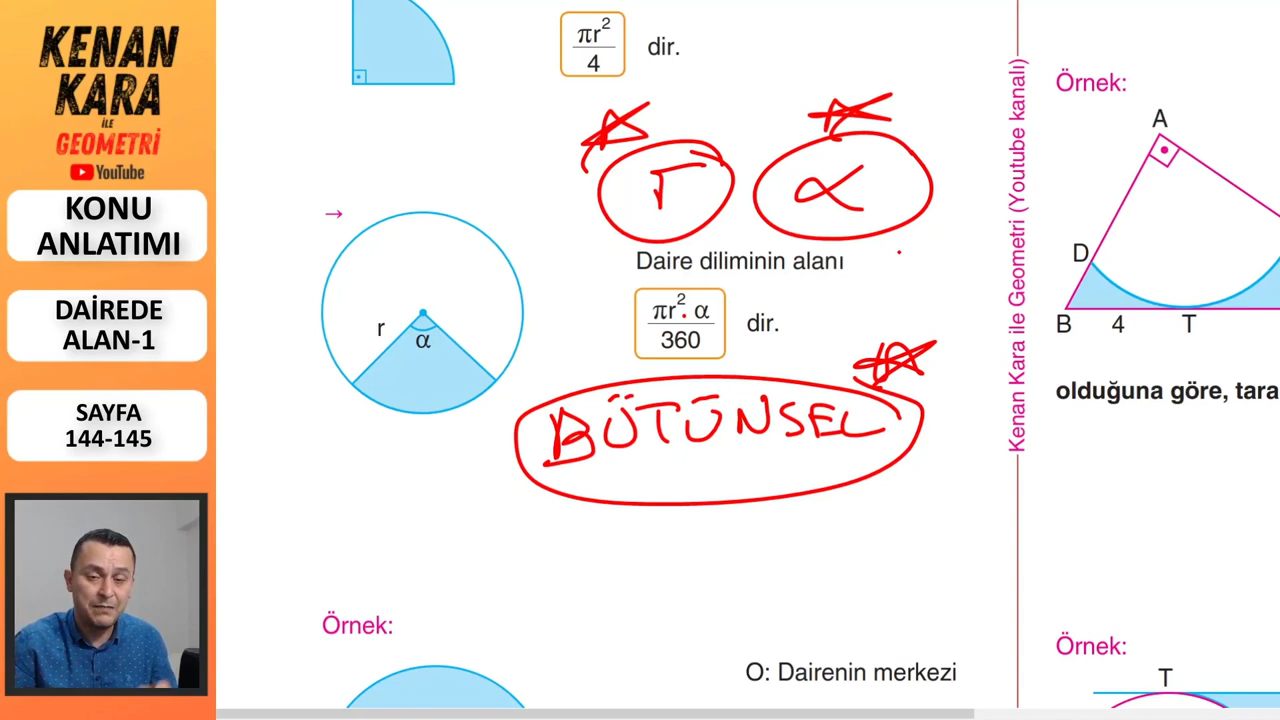 KENAN
KARA
İLE
GEOMETRİ
YouTube
KONU
ANLATIMI
DAİREDE
ALAN-1
SAYFA
144-145
πr²
4
dir.
r
α
→
r
α
Daire diliminin alanı
πr² . α
360
dir.
BÜTÜNSEL
Örnek:
O: Dairenin merkezi
Kenan Kara ile Geometri (Youtube kanalı)
Örnek:
A
D
B 4 T
olduğuna göre, tara
Örnek:
T